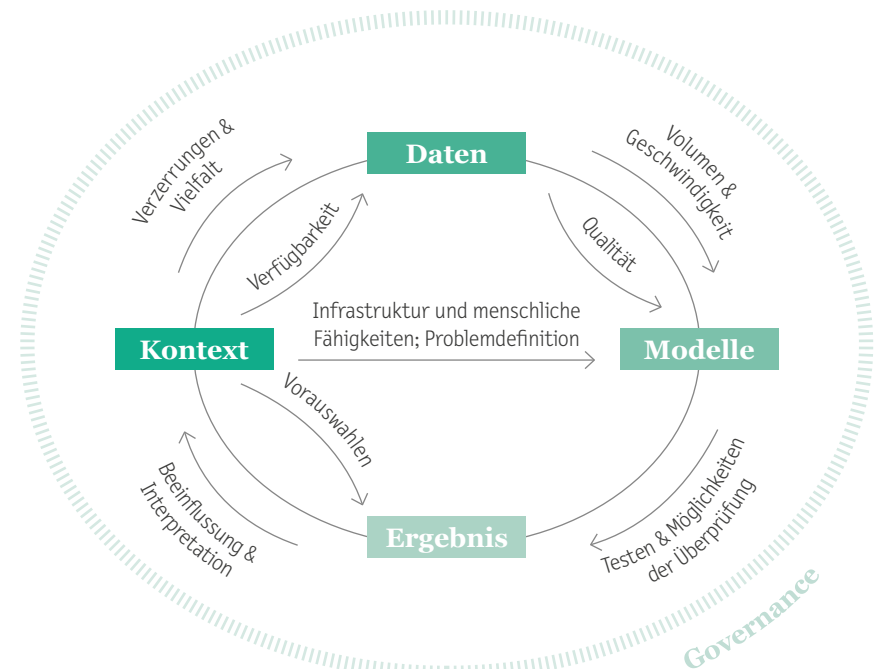 Daten
Verzerrungen &
Vielfalt
Verfügbarkeit
Volumen &
Geschwindigkeit
Qualität
Infrastruktur und menschliche
Fähigkeiten; Problemdefinition
Kontext
Modelle
Vorauswahlen
Beeinflussung &
Interpretation
Ergebnis
Testen & Möglichkeiten
der Überprüfung
Governance